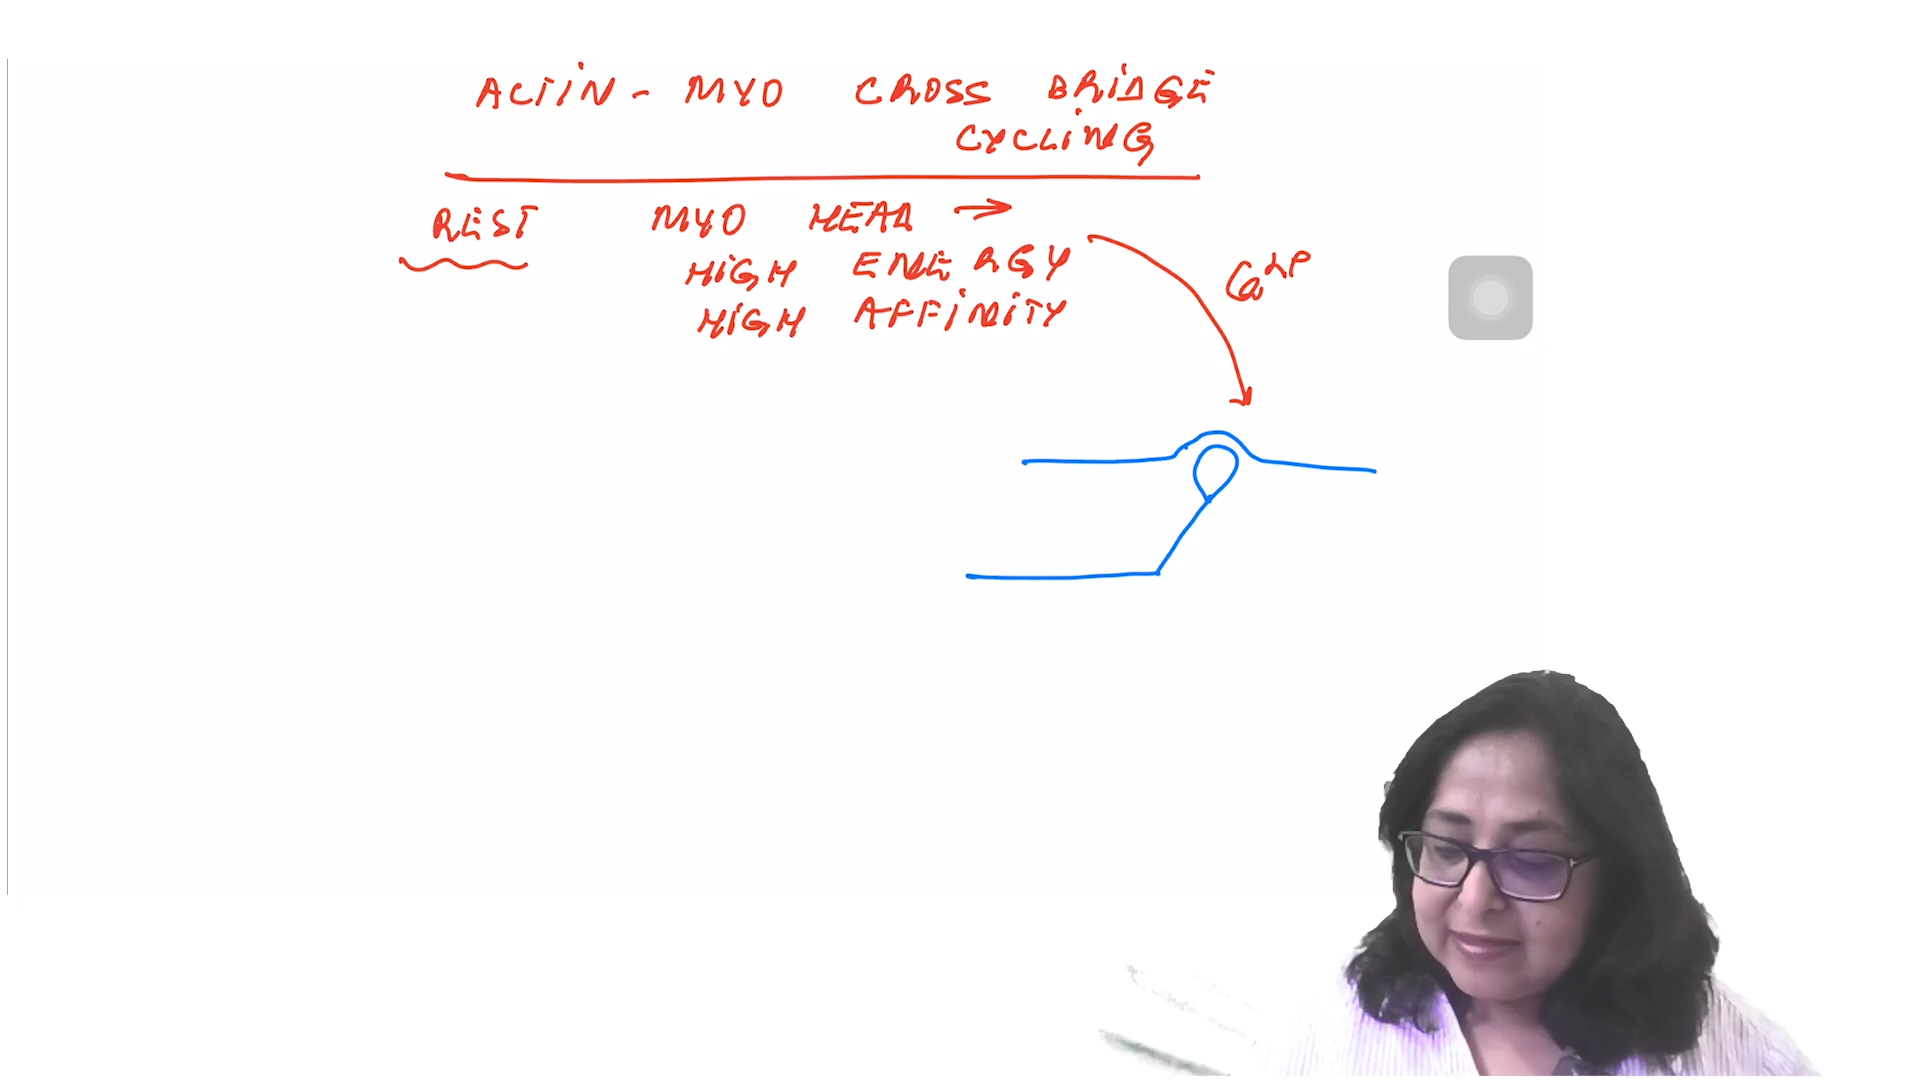 ACTIN - MYO CROSS BRIDGE
CYCLING
REST MYO HEAD →
HIGH ENERGY
HIGH AFFINITY
Ca2+